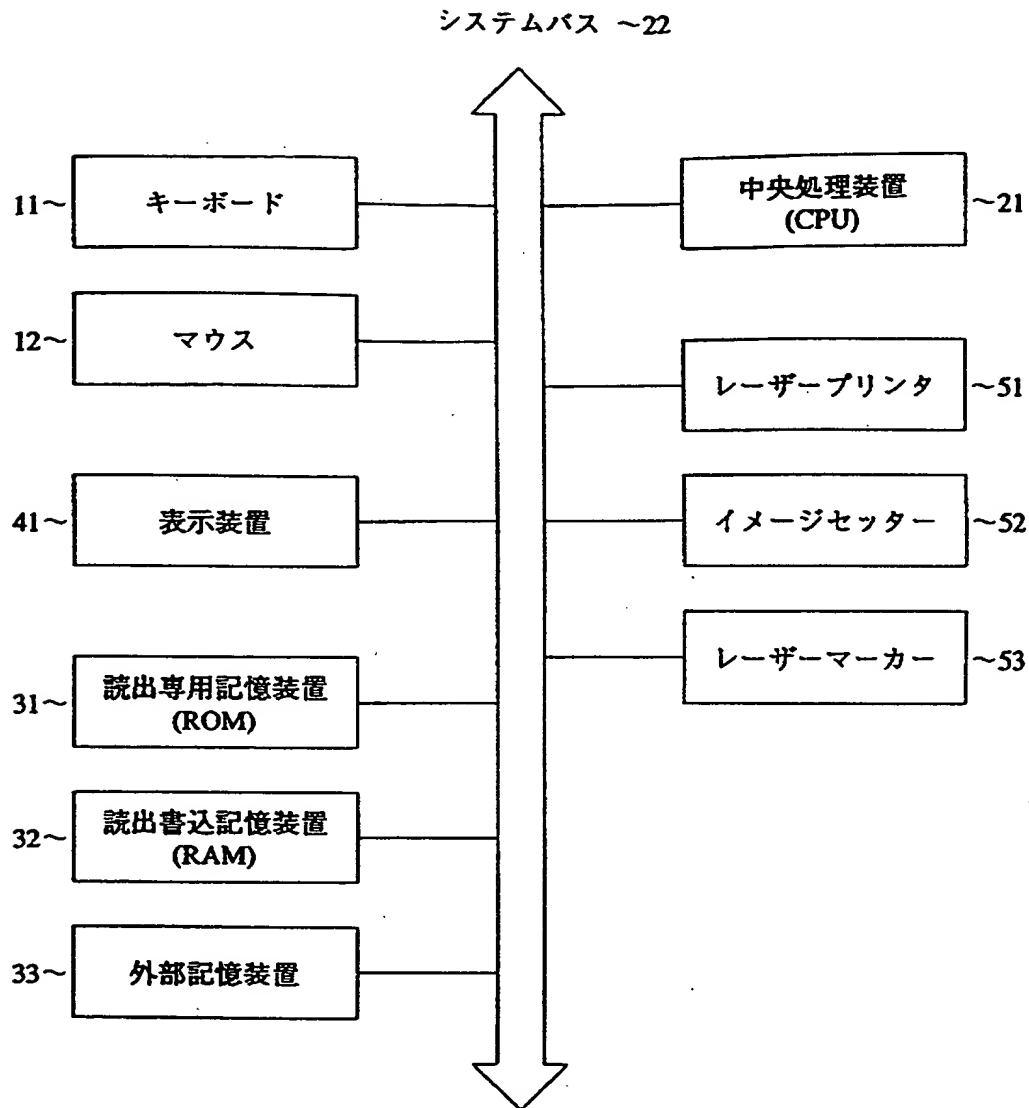 システムバス ～22
11～ キーボード
中央処理装置
(CPU)
～21
12～ マウス
レーザープリンタ ～51
41～ 表示装置
イメージセッター ～52
レーザーマーカー ～53
31～ 読出専用記憶装置
(ROM)
32～ 読出書込記憶装置
(RAM)
33～ 外部記憶装置